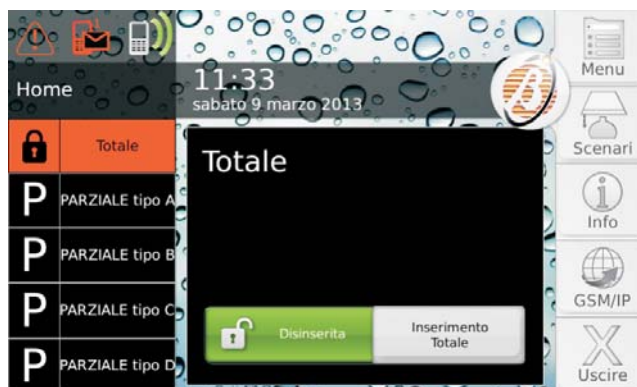 Home
11:33
sabato 9 marzo 2013
Totale
P PARZIALE tipo A
P PARZIALE tipo B
P PARZIALE tipo C
P PARZIALE tipo D
Totale
Disinserita
Inserimento
Totale
Menu
Scenari
Info
GSM/IP
Uscire